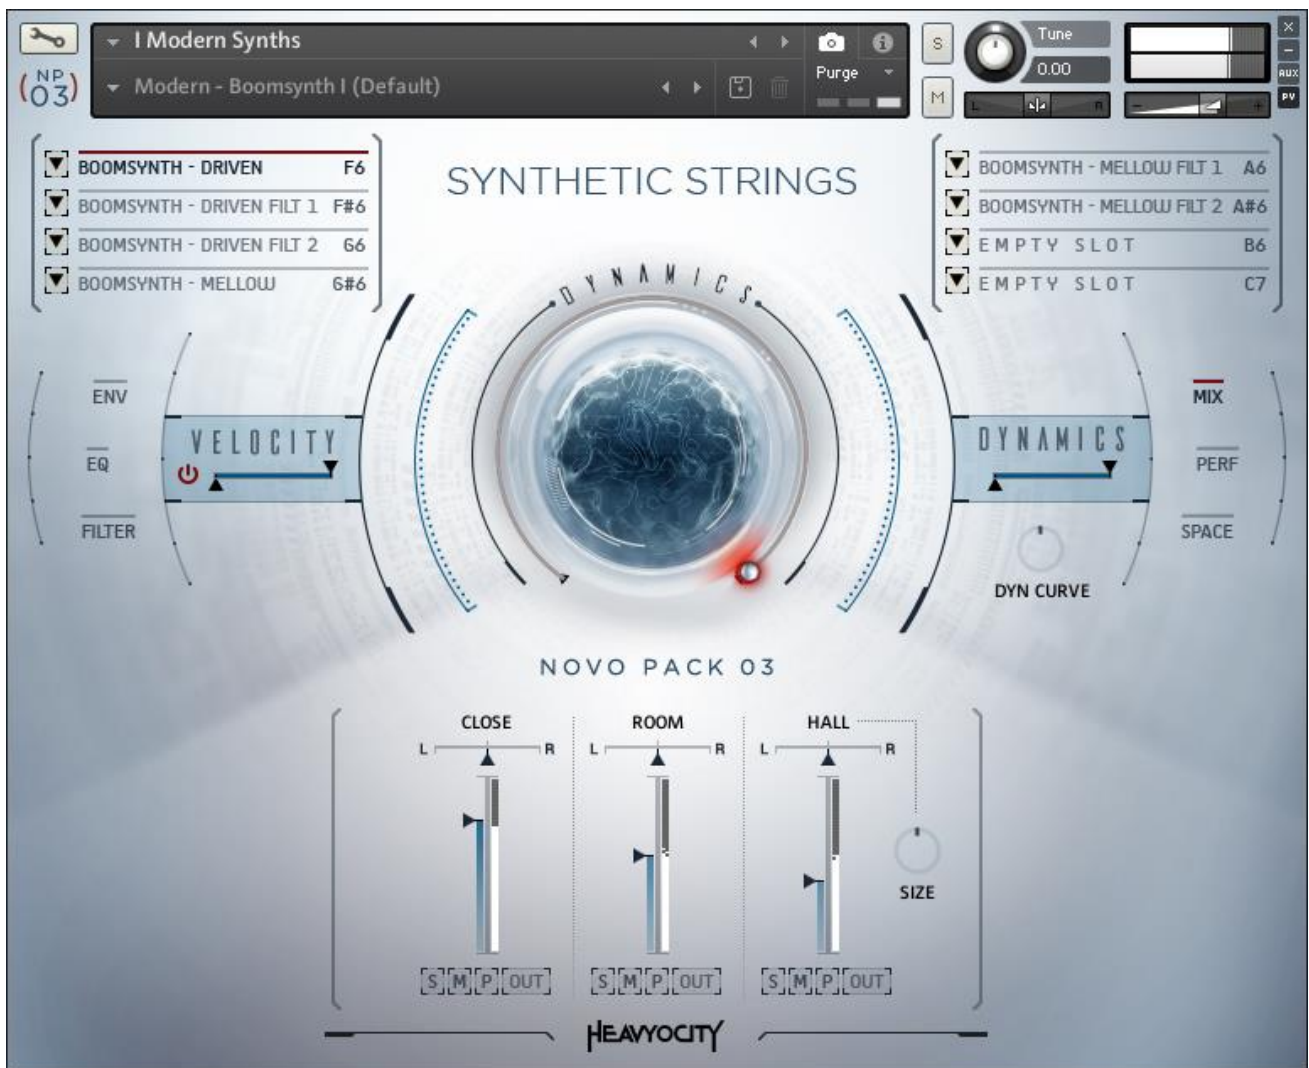 I Modern Synths
Modern - Boomsynth I (Default)
Purge
S
M
Tune
0.00
L R
- +
×
-
AUX
PV
NP
03
BOOMSYNTH - DRIVEN F6
BOOMSYNTH - DRIVEN FILT 1 F#6
BOOMSYNTH - DRIVEN FILT 2 G6
BOOMSYNTH - MELLOW G#6
SYNTHETIC STRINGS
BOOMSYNTH - MELLOW FILT 1 A6
BOOMSYNTH - MELLOW FILT 2 A#6
EMPTY SLOT B6
EMPTY SLOT C7
DYNAMICS
ENV
EQ
FILTER
VELOCITY
DYNAMICS
DYN CURVE
MIX
PERF
SPACE
NOVO PACK 03
CLOSE ROOM HALL
L R L R L R
SIZE
S M P OUT S M P OUT S M P OUT
HEAVYOCITY